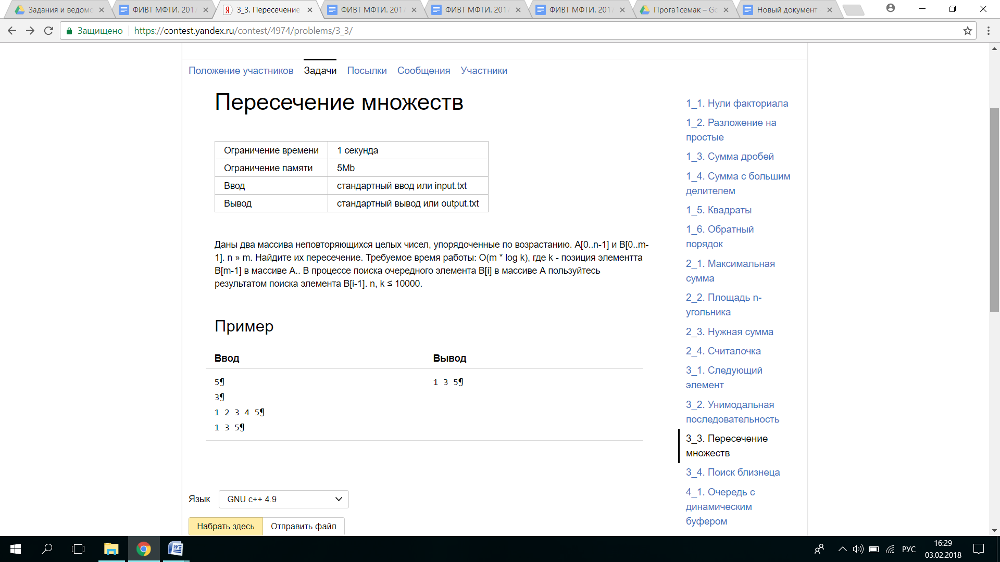 Задания и ведомо
ФИВТ МФТИ. 2017
3_3. Пересечение
ФИВТ МФТИ. 2017
ФИВТ МФТИ. 2017
ФИВТ МФТИ. 2017
Прога1семак – Go
Новый документ
Защищено
https://contest.yandex.ru/contest/4974/problems/3_3/
Положение участников Задачи Посылки Сообщения Участники
Пересечение множеств
Ограничение времени 1 секунда
Ограничение памяти 5Mb
Ввод стандартный ввод или input.txt
Вывод стандартный вывод или output.txt
Даны два массива неповторяющихся целых чисел, упорядоченные по возрастанию. A[0..n-1] и B[0..m-
1]. n » m. Найдите их пересечение. Требуемое время работы: O(m * log k), где k - позиция элементта
B[m-1] в массиве A.. В процессе поиска очередного элемента B[i] в массиве A пользуйтесь
результатом поиска элемента B[i-1]. n, k ≤ 10000.
Пример
Ввод Вывод
5¶ 1 3 5¶
3¶
1 2 3 4 5¶
1 3 5¶
Язык GNU c++ 4.9
Набрать здесь Отправить файл
1_1. Нули факториала
1_2. Разложение на
простые
1_3. Сумма дробей
1_4. Сумма с большим
делителем
1_5. Квадраты
1_6. Обратный
порядок
2_1. Максимальная
сумма
2_2. Площадь n-
угольника
2_3. Нужная сумма
2_4. Считалочка
3_1. Следующий
элемент
3_2. Унимодальная
последовательность
3_3. Пересечение
множеств
3_4. Поиск близнеца
4_1. Очередь с
динамическим
буфером
РУС
16:29
03.02.2018